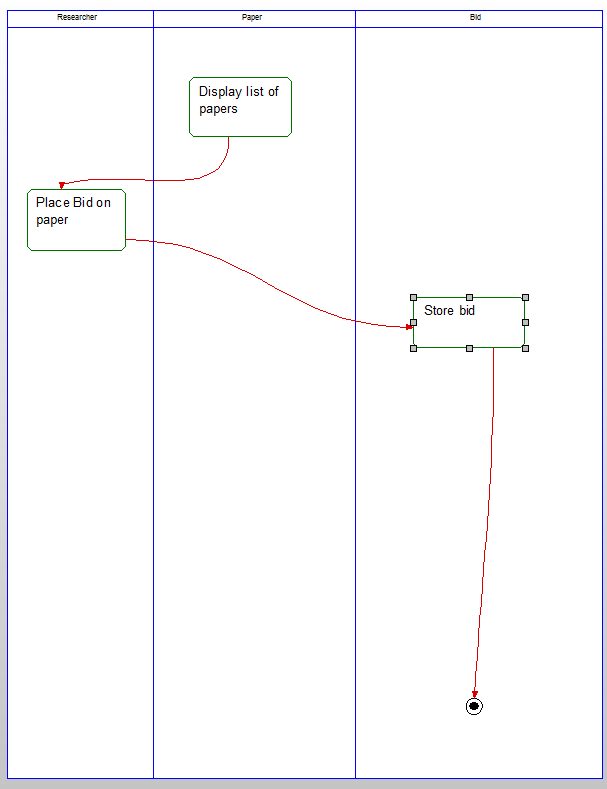 Researcher
Paper
Bid
Display list of
papers
Place Bid on
paper
Store bid